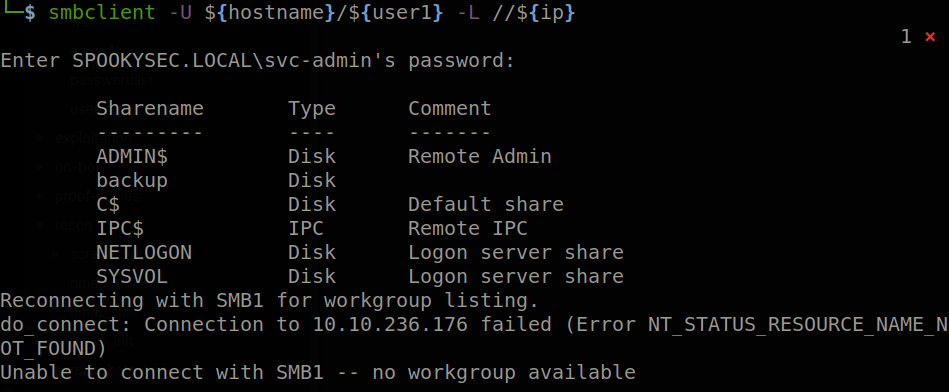 └─$ smbclient -U ${hostname}/${user1} -L //${ip}
1 ×
Enter SPOOKYSEC.LOCAL\svc-admin's password:
Sharename Type Comment
--------- ---- -------
ADMIN$ Disk Remote Admin
backup Disk
C$ Disk Default share
IPC$ IPC Remote IPC
NETLOGON Disk Logon server share
SYSVOL Disk Logon server share
Reconnecting with SMB1 for workgroup listing.
do_connect: Connection to 10.10.236.176 failed (Error NT_STATUS_RESOURCE_NAME_N
OT_FOUND)
Unable to connect with SMB1 -- no workgroup available